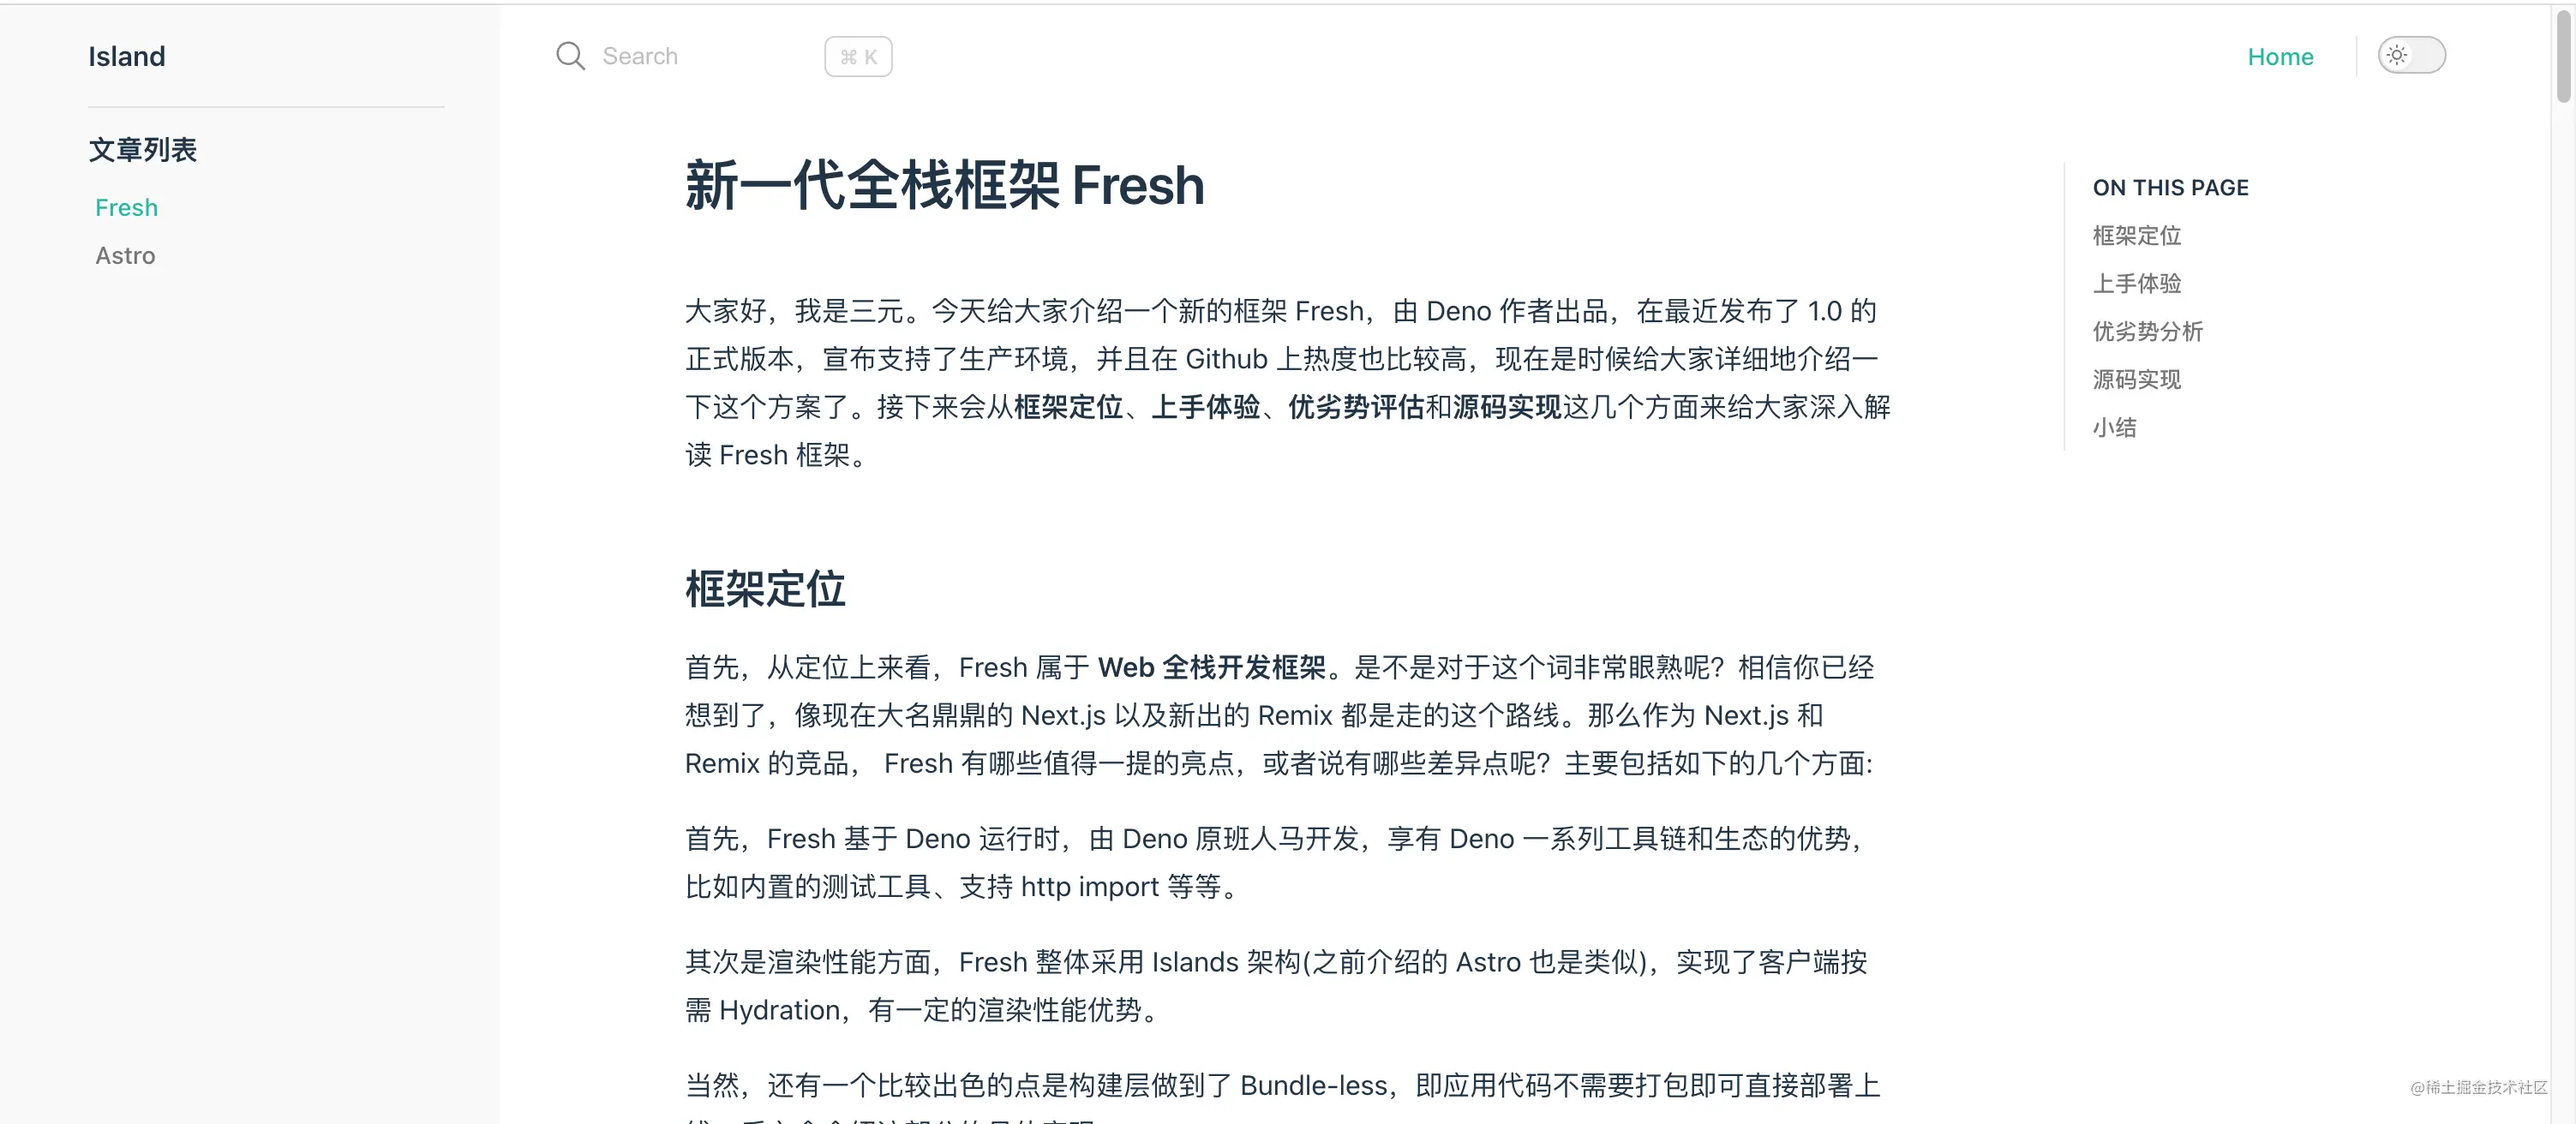 Island
文章列表
Fresh
Astro
Search
⌘ K
Home
新一代全栈框架 Fresh
大家好，我是三元。今天给大家介绍一个新的框架 Fresh，由 Deno 作者出品，在最近发布了 1.0 的
正式版本，宣布支持了生产环境，并且在 Github 上热度也比较高，现在是时候给大家详细地介绍一
下这个方案了。接下来会从框架定位、上手体验、优劣势评估和源码实现这几个方面来给大家深入解
读 Fresh 框架。
框架定位
首先，从定位上来看，Fresh 属于 Web 全栈开发框架。是不是对于这个词非常眼熟呢？相信你已经
想到了，像现在大名鼎鼎的 Next.js 以及新出的 Remix 都是走的这个路线。那么作为 Next.js 和
Remix 的竞品， Fresh 有哪些值得一提的亮点，或者说有哪些差异点呢？主要包括如下的几个方面:
首先，Fresh 基于 Deno 运行时，由 Deno 原班人马开发，享有 Deno 一系列工具链和生态的优势，
比如内置的测试工具、支持 http import 等等。
其次是渲染性能方面，Fresh 整体采用 Islands 架构(之前介绍的 Astro 也是类似)，实现了客户端按
需 Hydration，有一定的渲染性能优势。
当然，还有一个比较出色的点是构建层做到了 Bundle-less，即应用代码不需要打包即可直接部署上
ON THIS PAGE
框架定位
上手体验
优劣势分析
源码实现
小结
@稀土掘金技术社区